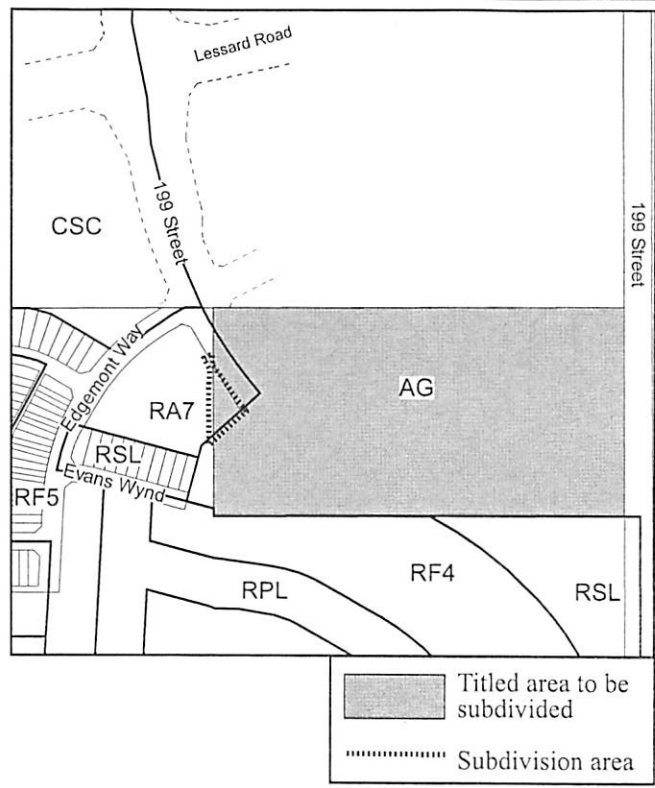 Lessard Road
199 Street
CSC
199 Street
Edgemont Way
AG
RA7
RSL
Evans Wynd
RF5
RF4
RPL
RSL
Titled area to be
subdivided
Subdivision area